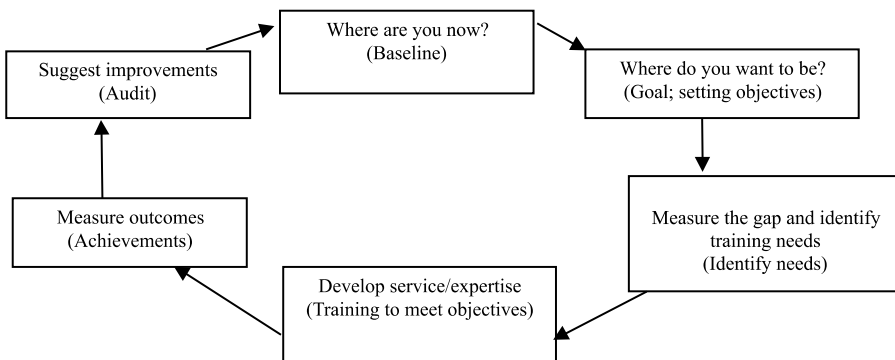 Where are you now?
(Baseline)
Where do you want to be?
(Goal; setting objectives)
Measure the gap and identify
training needs
(Identify needs)
Develop service/expertise
(Training to meet objectives)
Measure outcomes
(Achievements)
Suggest improvements
(Audit)